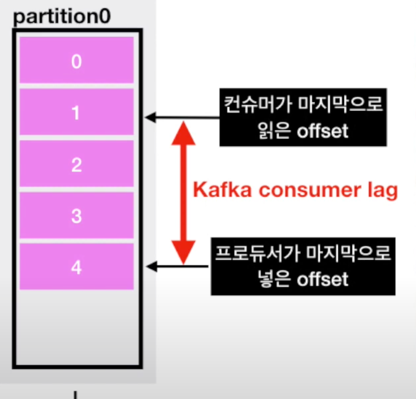 partition0
0
1
2
3
4
컨슈머가 마지막으로
읽은 offset
Kafka consumer lag
프로듀서가 마지막으로
넣은 offset